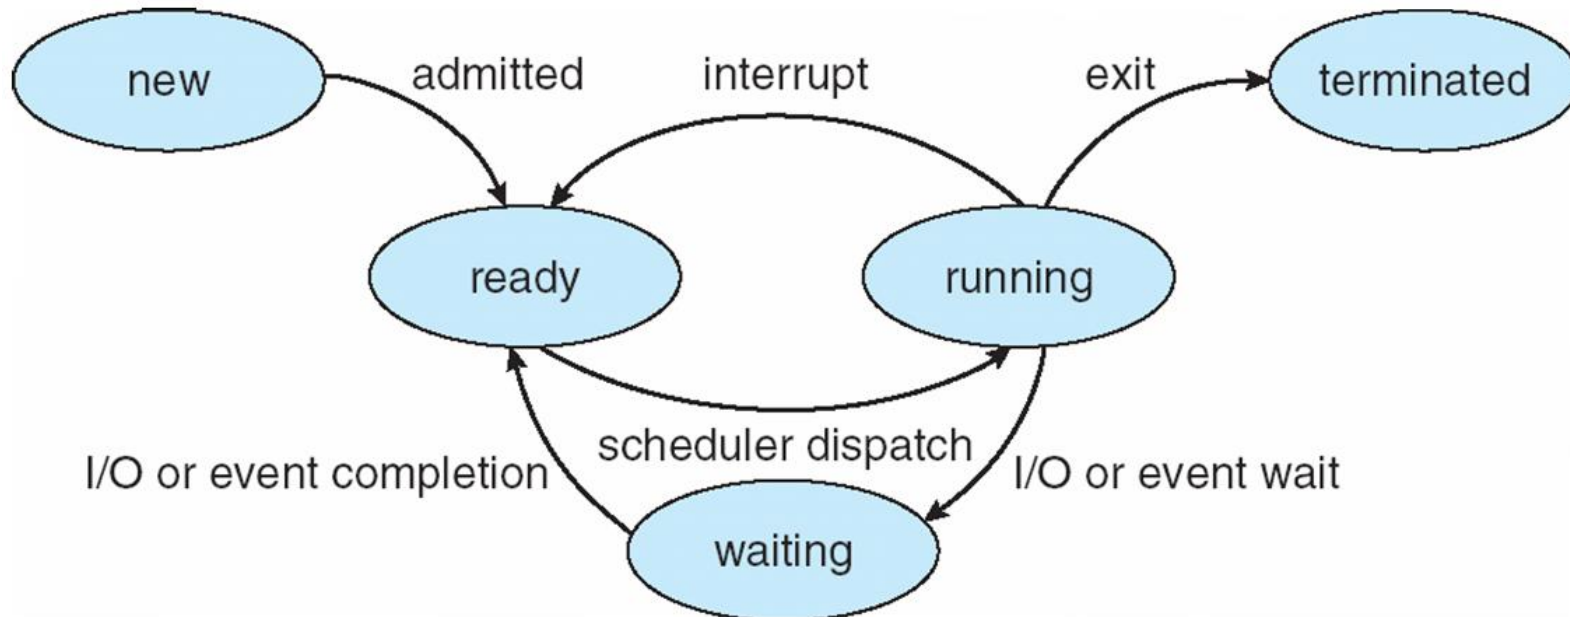 new
admitted
interrupt
exit
terminated
ready
running
scheduler dispatch
I/O or event completion
I/O or event wait
waiting